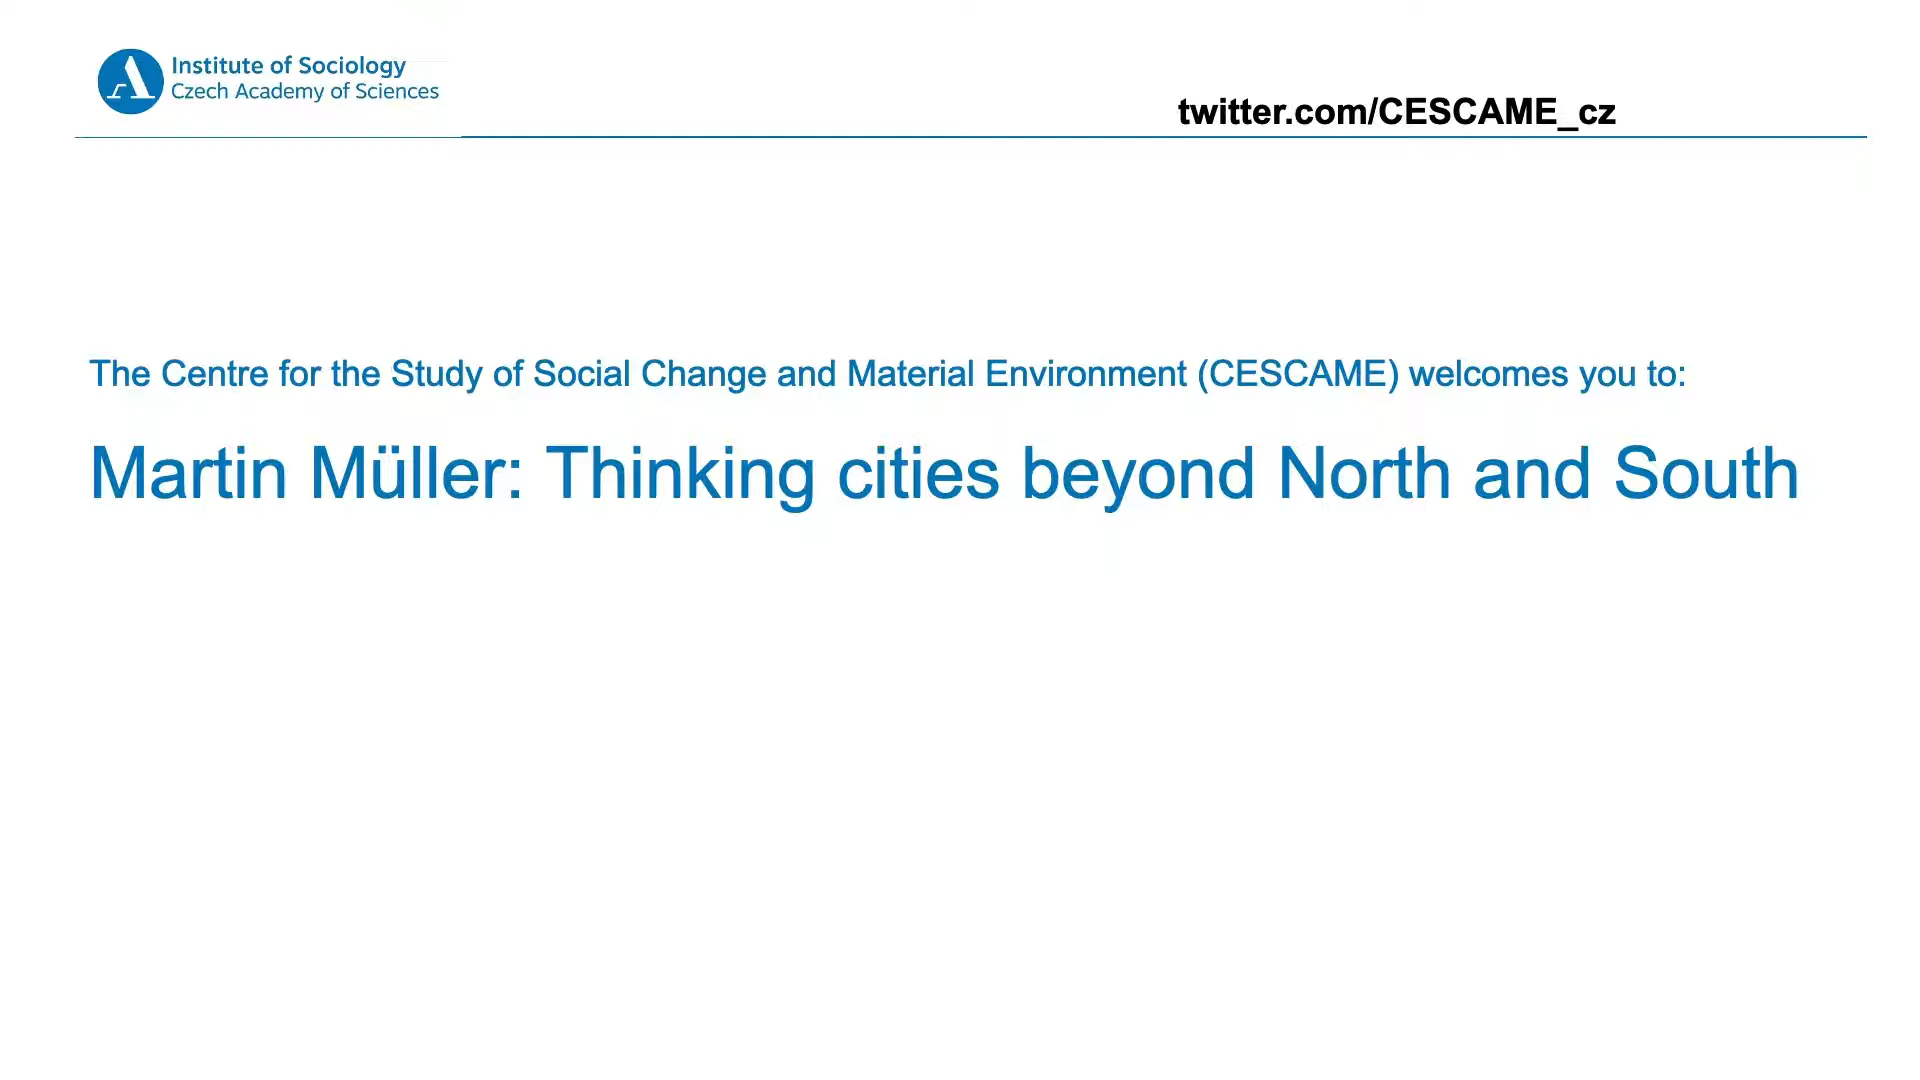 Institute of Sociology
Czech Academy of Sciences
twitter.com/CESCAME_cz
The Centre for the Study of Social Change and Material Environment (CESCAME) welcomes you to:
Martin Müller: Thinking cities beyond North and South